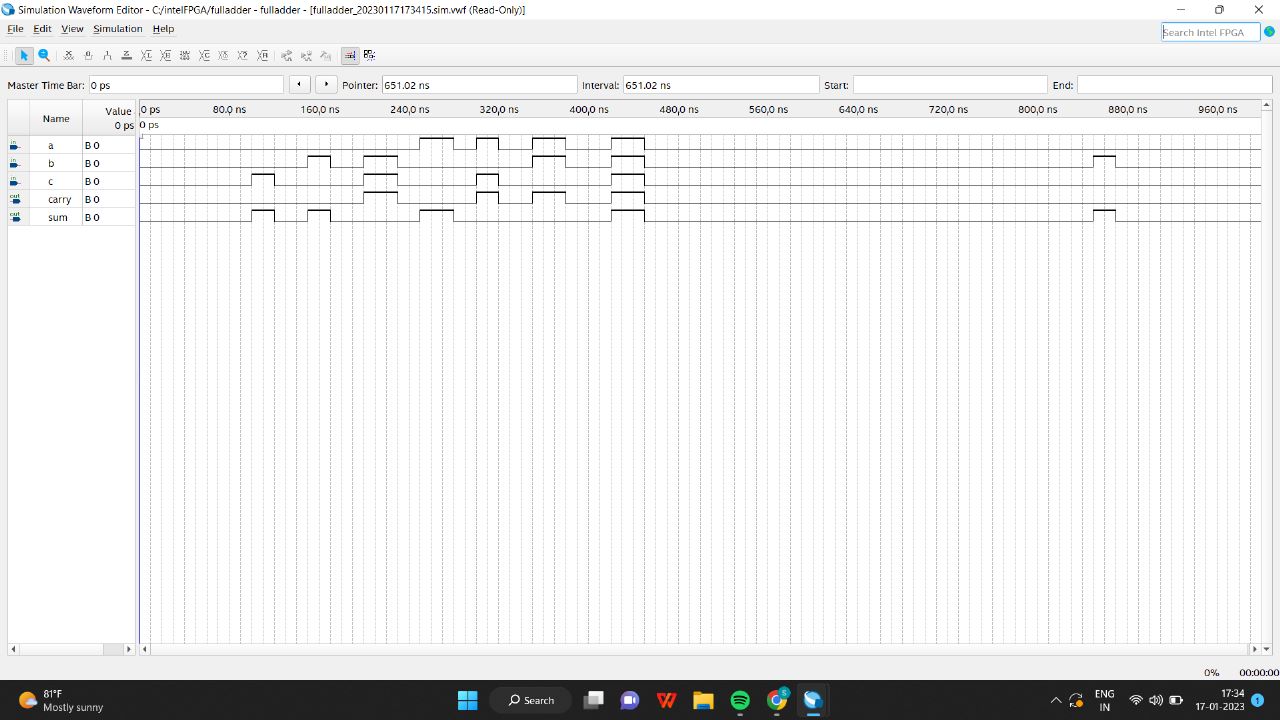 Simulation Waveform Editor - C:/intelFPGA/fulladder - fulladder - [fulladder_20230117173415.sim.vwf (Read-Only)]
File Edit View Simulation Help
Search Intel FPGA
Master Time Bar: 0 ps Pointer: 651.02 ns Interval: 651.02 ns Start: End:
Name Value 0 ps
0 ps 80,0 ns 160,0 ns 240,0 ns 320,0 ns 400,0 ns 480,0 ns 560,0 ns 640,0 ns 720,0 ns 800,0 ns 880,0 ns 960,0 ns
0 ps
in a B 0
in b B 0
in c B 0
out carry B 0
out sum B 0
0% 00:00:00
81°F
Mostly sunny
Search
S
ENG
IN
17:34
17-01-2023
1